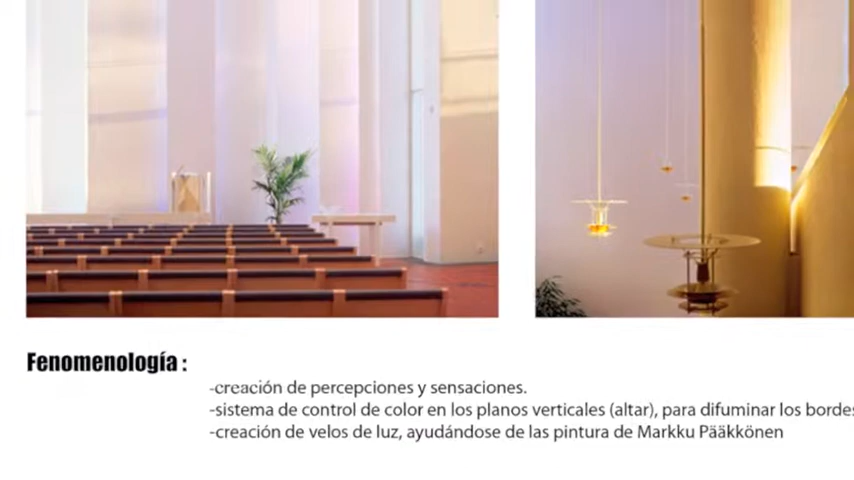 Fenomenología :
-creación de percepciones y sensaciones.
-sistema de control de color en los planos verticales (altar), para difuminar los bordes
-creación de velos de luz, ayudándose de las pintura de Markku Pääkkönen